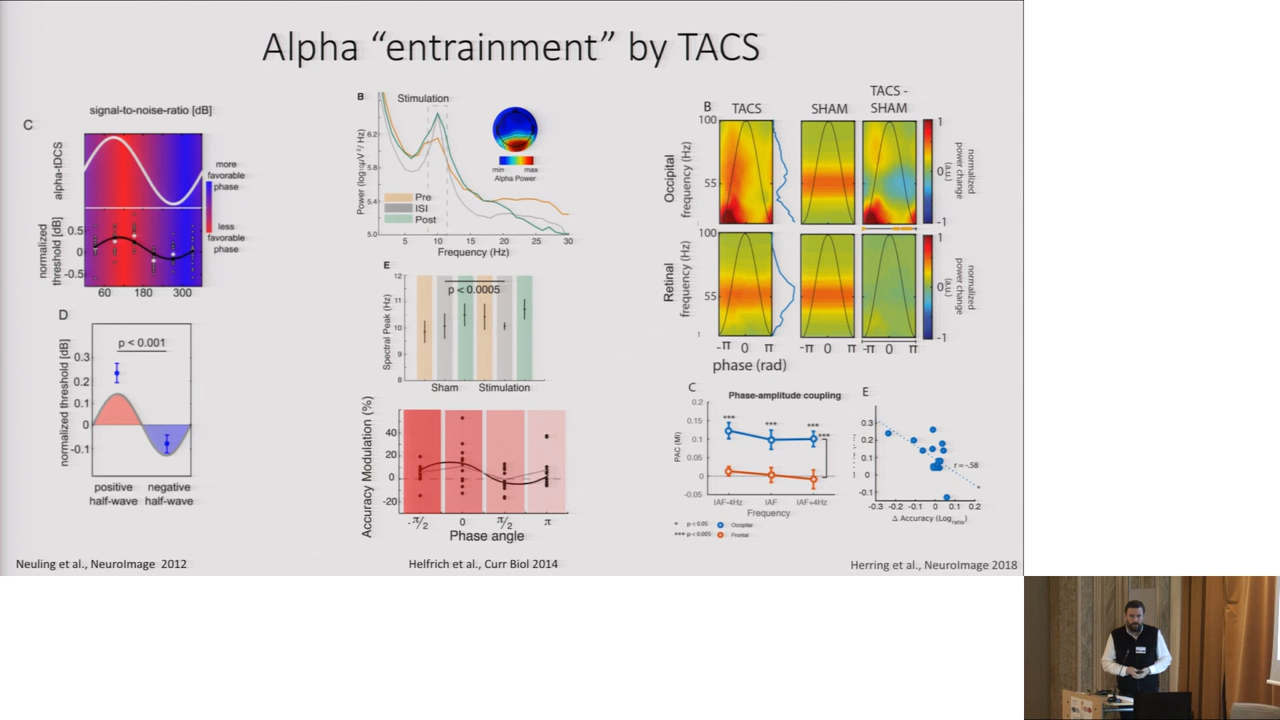 Alpha “entrainment” by TACS
signal-to-noise-ratio [dB]
C
alpha-tDCS
more
favorable
phase
less
favorable
phase
normalized
threshold [dB]
0.5
0
-0.5
60 180 300
D
p < 0.001
normalized threshold [dB]
0.3
0.2
0.1
0
-0.1
positive
half-wave
negative
half-wave
Neuling et al., NeuroImage 2012
B
Stimulation
6.2
5.8
5.4
5.0
Pre
ISI
Post
min max
Alpha Power
5 10 15 20 25 30
Frequency (Hz)
E
p < 0.0005
Spectral Peak (Hz)
12
11
10
9
8
Sham Stimulation
Accuracy Modulation (%)
40
20
0
-20
-π/2 0 π/2 π
Phase angle
Helfrich et al., Curr Biol 2014
B
TACS SHAM
TACS -
SHAM
Occipital
frequency (Hz)
100
55
1
0
-1
normalized
power change
(a.u.)
Retinal
frequency (Hz)
100
55
1
1
0
-1
normalized
power change
(a.u.)
-π 0 π -π 0 π -π 0 π
phase (rad)
C
Phase-amplitude coupling
PAC (MI)
0.2
0.15
0.1
0.05
0
-0.05
*** *** *** ***
IAF-4Hz IAF IAF+4Hz
Frequency
* p < 0.05 Occipital
*** p < 0.005 Frontal
E
0.3
0.2
0.1
0
-0.1
r = -.58
*
-0.3 -0.2 -0.1 0 0.1 0.2
Δ Accuracy (Log ratio)
Herring et al., NeuroImage 2018